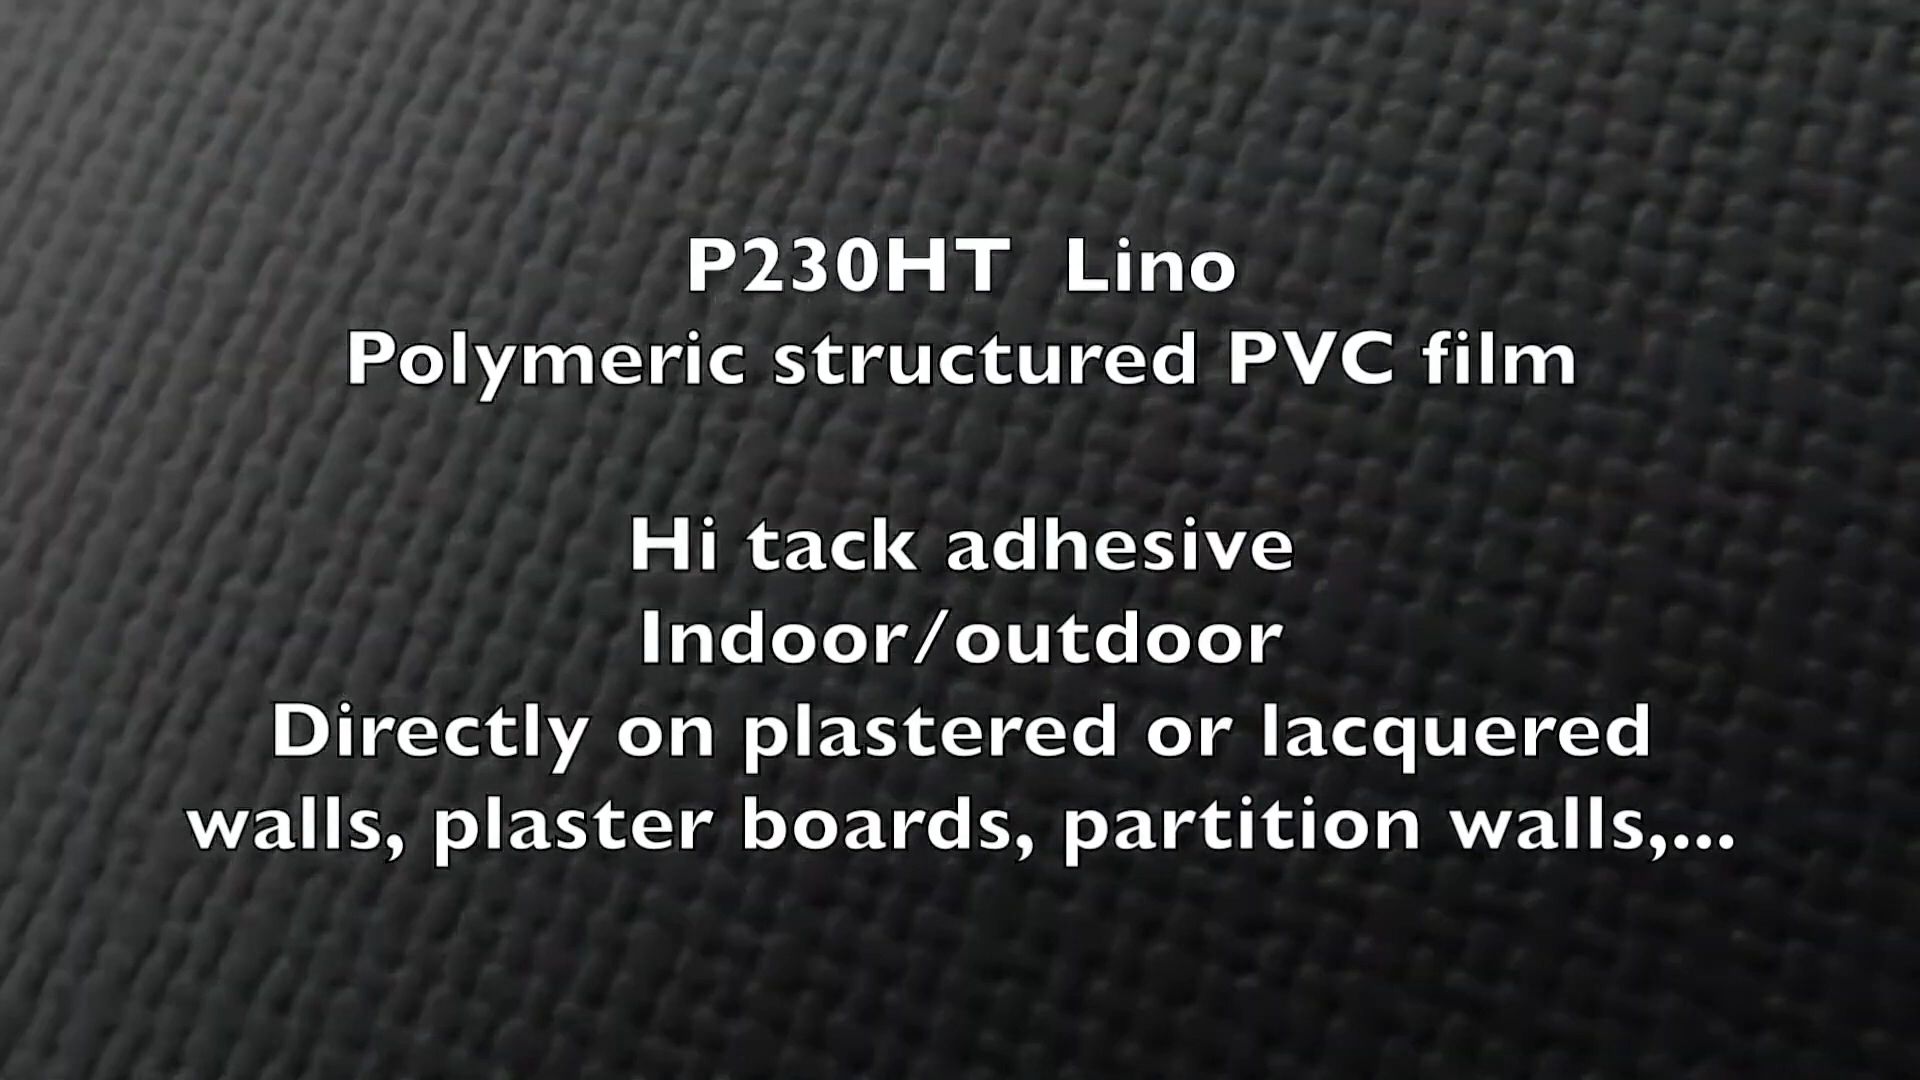 P230HT  Lino
Polymeric structured PVC film
Hi tack adhesive
Indoor/outdoor
Directly on plastered or lacquered
walls, plaster boards, partition walls,...